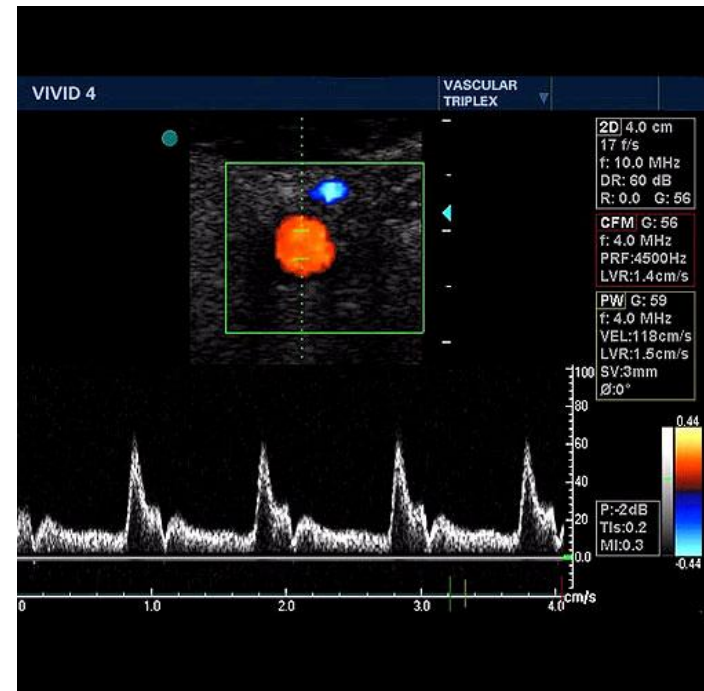 VIVID 4
VASCULAR
TRIPLEX
2D 4.0 cm
17 f/s
f: 10.0 MHz
DR: 60 dB
R: 0.0 G: 56
CFM G: 56
f: 4.0 MHz
PRF:4500Hz
LVR:1.4cm/s
PW G: 59
f: 4.0 MHz
VEL:118cm/s
LVR:1.5cm/s
SV:3mm
Ø:0°
100
80
60
40
20
0.0
cm/s
0.44
-0.44
P:-2dB
TIs:0.2
MI:0.3
0
1.0
2.0
3.0
4.0